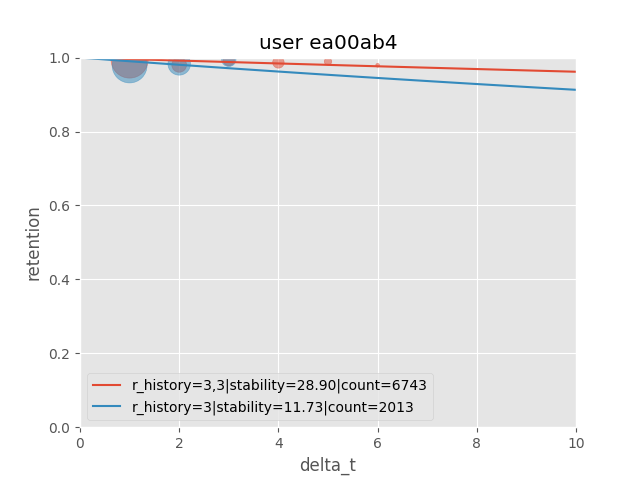 user ea00ab4
retention
1.0
0.8
0.6
0.4
0.2
0.0
r_history=3,3|stability=28.90|count=6743
r_history=3|stability=11.73|count=2013
0 2 4 6 8 10
delta_t